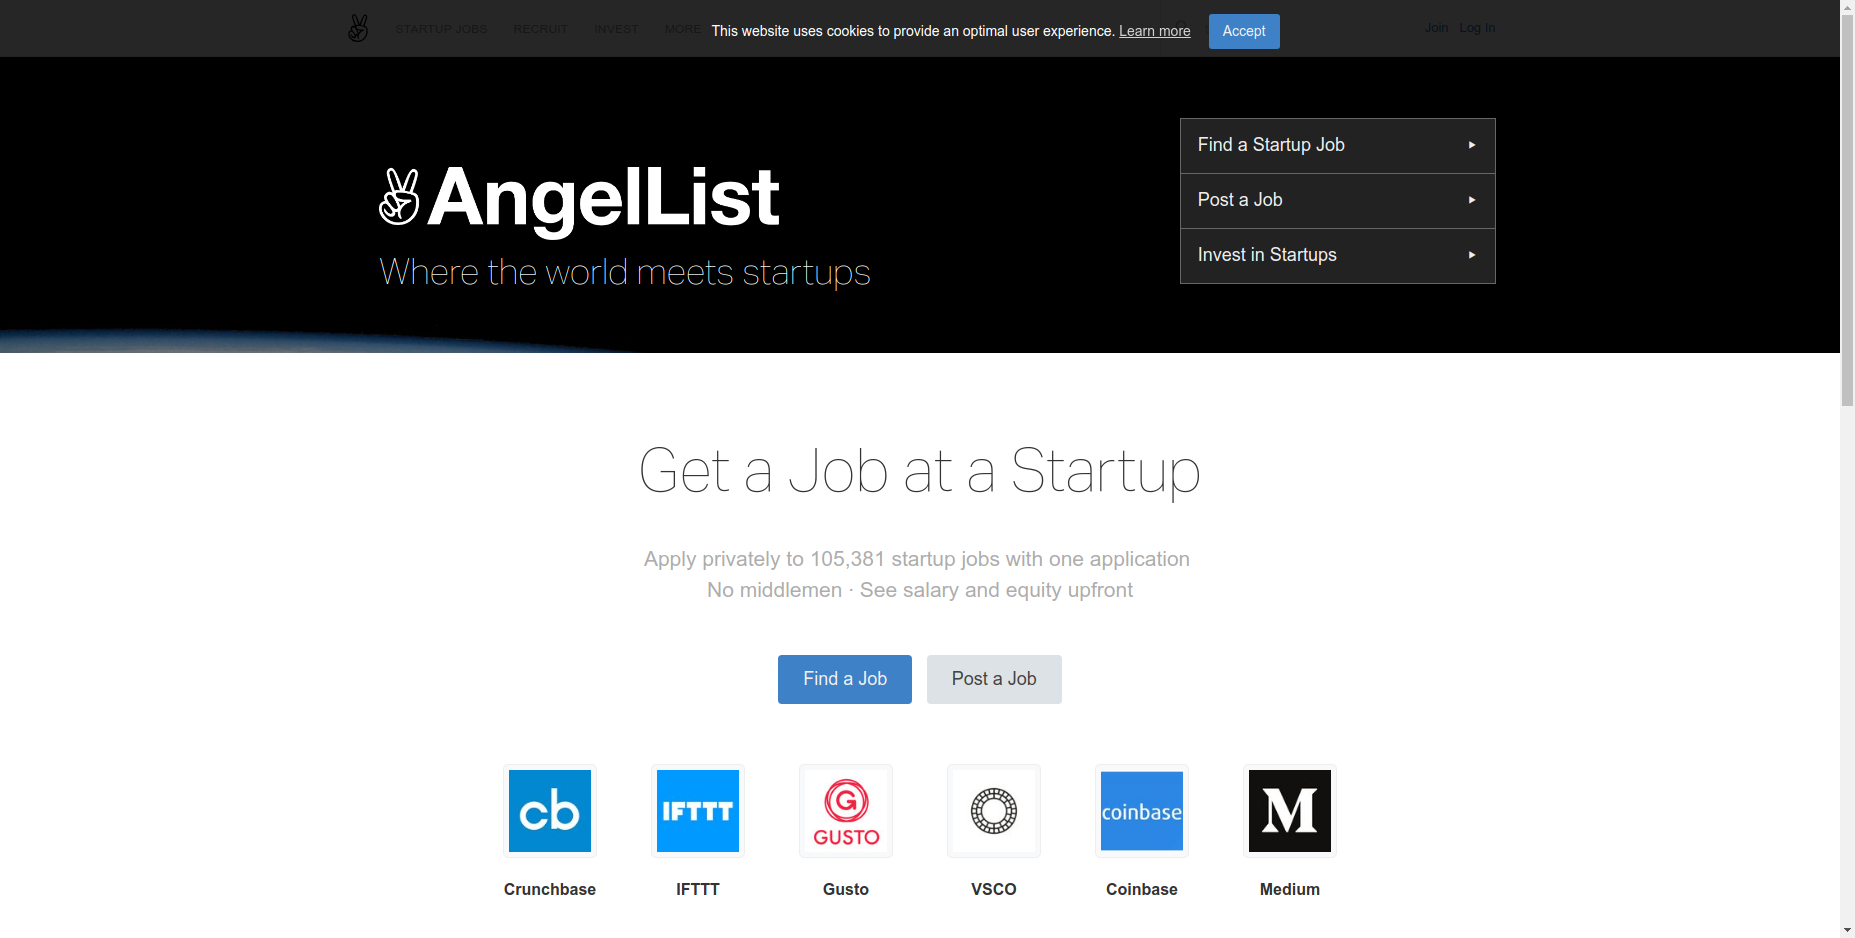 STARTUP JOBS RECRUIT INVEST MORE This website uses cookies to provide an optimal user experience. Learn more Accept Join Log In
Find a Startup Job
Post a Job
Invest in Startups
AngelList
Where the world meets startups
Get a Job at a Startup
Apply privately to 105,381 startup jobs with one application
No middlemen · See salary and equity upfront
Find a Job Post a Job
cb IFTTT G GUSTO coinbase M
Crunchbase IFTTT Gusto VSCO Coinbase Medium